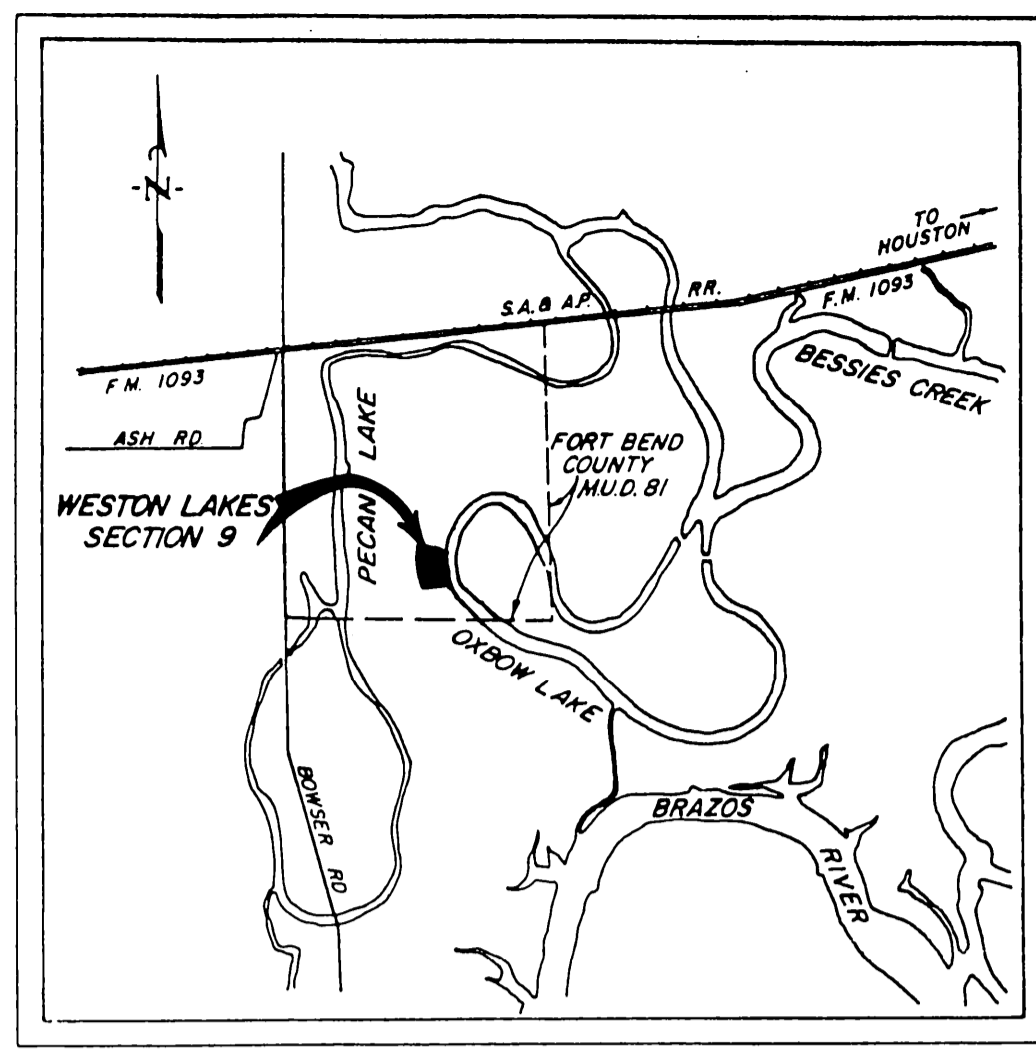 -N-
TO
HOUSTON
S.A. & A.P. RR.
F.M. 1093
F.M. 1093
BESSIES CREEK
ASH RD.
PECAN LAKE
FORT BEND
COUNTY
M.U.D. 81
WESTON LAKES
SECTION 9
OXBOW LAKE
BOWSER RD
BRAZOS
RIVER